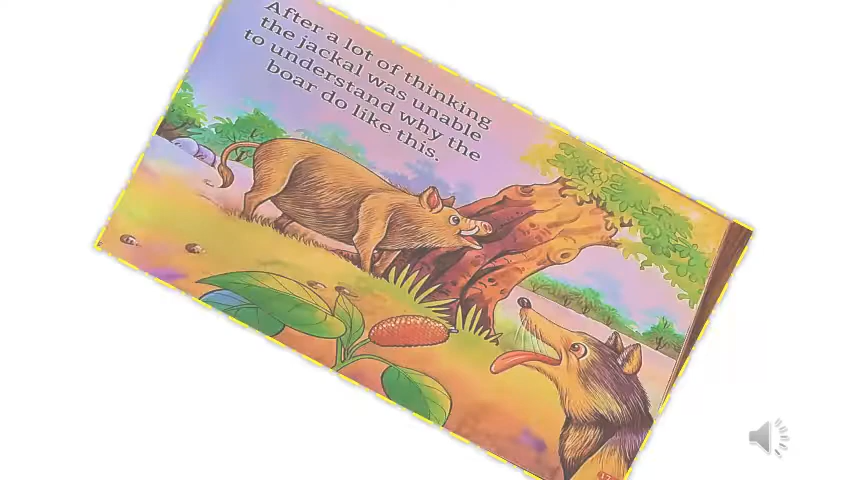 After a lot of thinking
the jackal was unable
to understand why the
boar do like this.